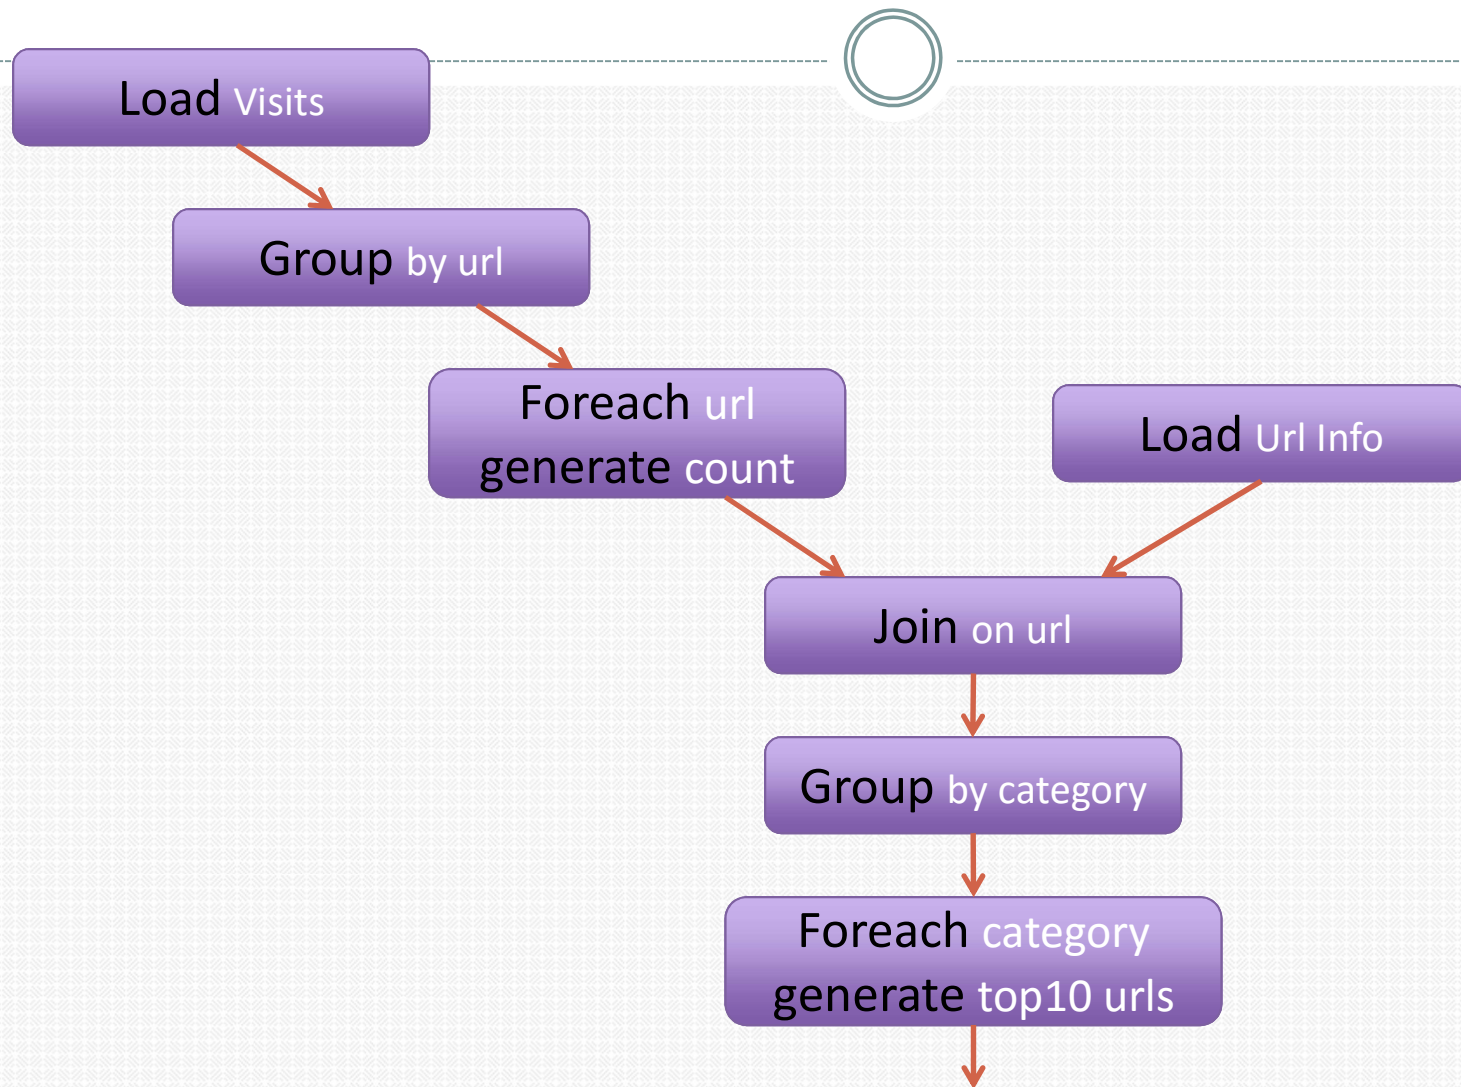 Load Visits
Group by url
Foreach url
generate count
Load Url Info
Join on url
Group by category
Foreach category
generate top10 urls